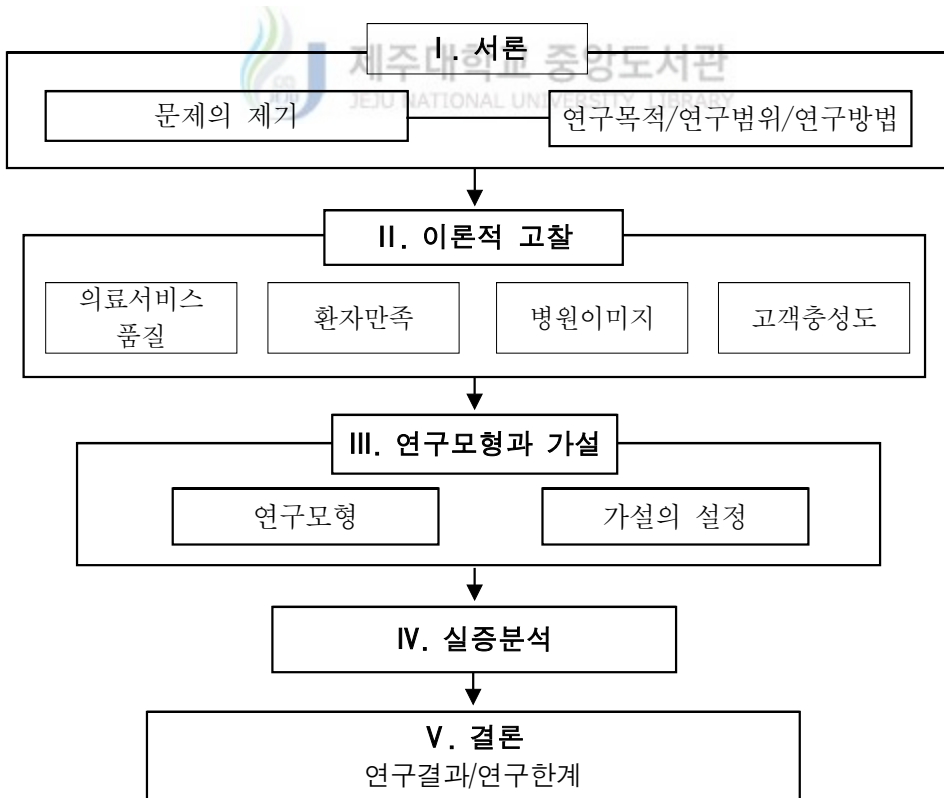 Ⅰ. 서론
제주대학교 중앙도서관
JEJU NATIONAL UNIVERSITY LIBRARY
문제의 제기
연구목적/연구범위/연구방법
Ⅱ. 이론적 고찰
의료서비스
품질
환자만족
병원이미지
고객충성도
Ⅲ. 연구모형과 가설
연구모형
가설의 설정
Ⅳ. 실증분석
Ⅴ. 결론
연구결과/연구한계